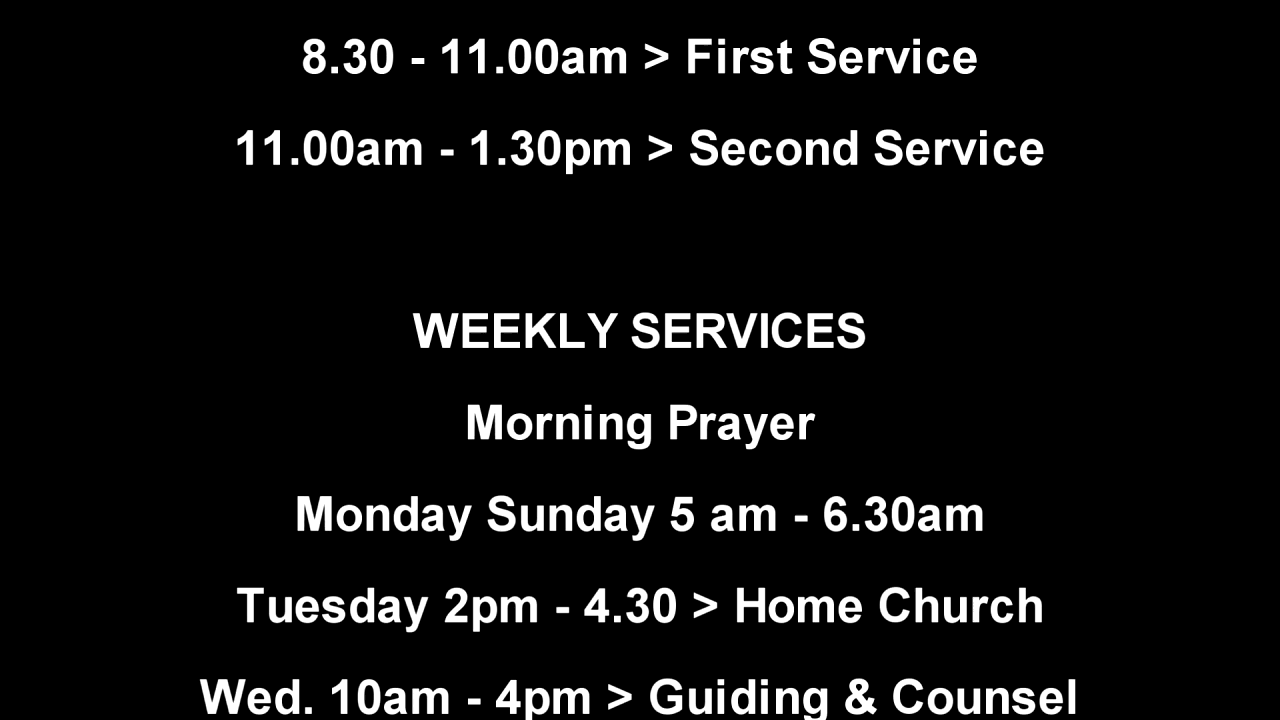 8.30 - 11.00am > First Service
11.00am - 1.30pm > Second Service
WEEKLY SERVICES
Morning Prayer
Monday Sunday 5 am - 6.30am
Tuesday 2pm - 4.30 > Home Church
Wed. 10am - 4pm > Guiding & Counsel